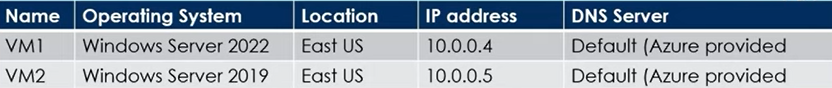 Name Operating System Location IP address DNS Server
VM1 Windows Server 2022 East US 10.0.0.4 Default (Azure provided
VM2 Windows Server 2019 East US 10.0.0.5 Default (Azure provided